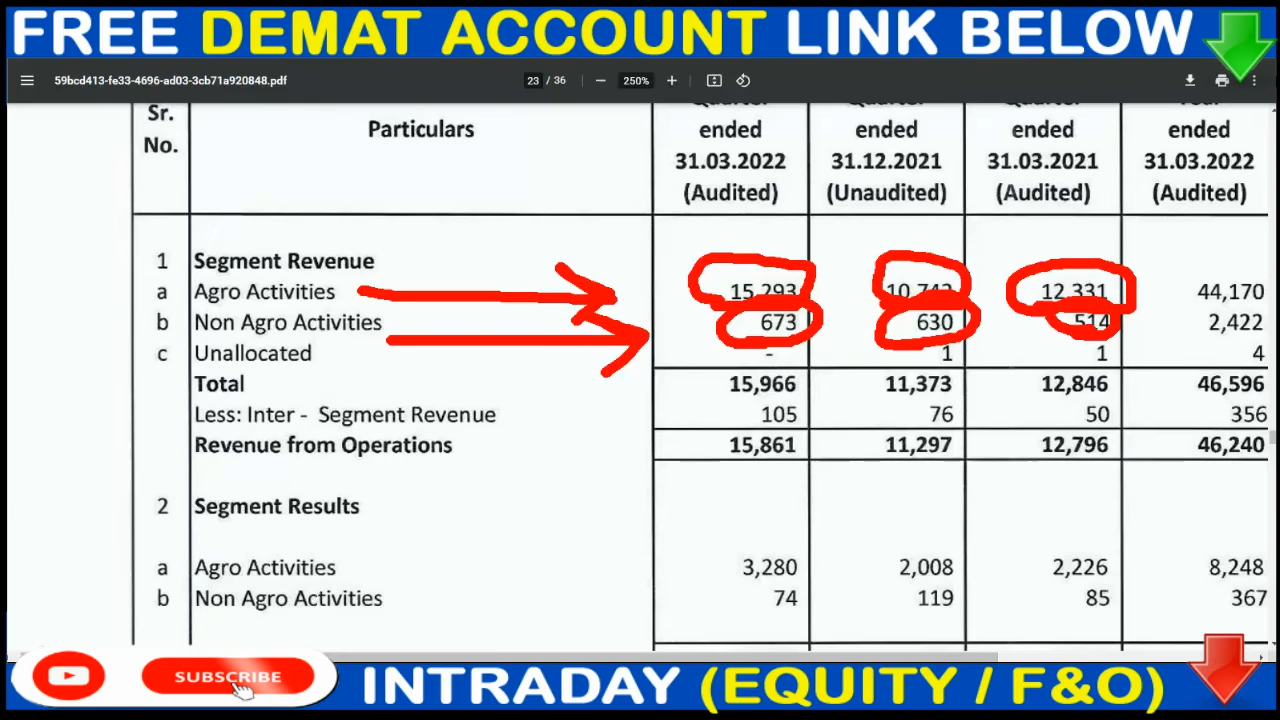 FREE DEMAT ACCOUNT LINK BELOW
59bcd413-fe33-4696-ad03-3cb71a920848.pdf 23 / 36 250%
Sr. No. Particulars Quarter ended 31.03.2022 (Audited) Quarter ended 31.12.2021 (Unaudited) Quarter ended 31.03.2021 (Audited) Year ended 31.03.2022 (Audited)
1 Segment Revenue
a Agro Activities 15,293 10,742 12,331 44,170
b Non Agro Activities 673 630 514 2,422
c Unallocated - 1 1 4
Total 15,966 11,373 12,846 46,596
Less: Inter - Segment Revenue 105 76 50 356
Revenue from Operations 15,861 11,297 12,796 46,240
2 Segment Results
a Agro Activities 3,280 2,008 2,226 8,248
b Non Agro Activities 74 119 85 367
SUBSCRIBE
INTRADAY (EQUITY / F&O)